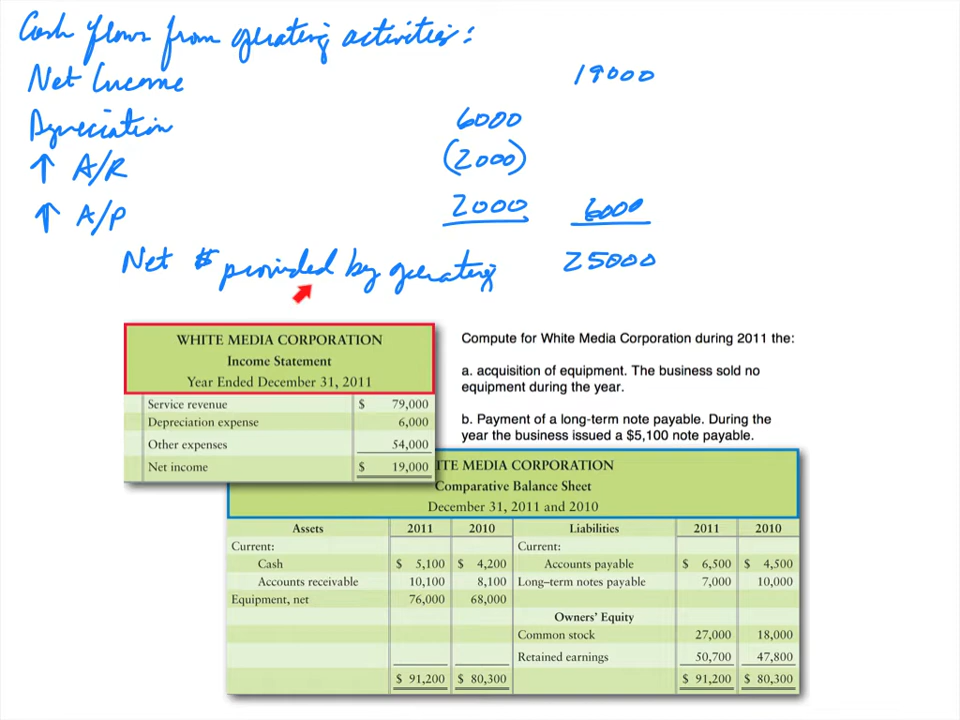 Cash flows from operating activities:
Net Income 19000
Depreciation 6000
↑ A/R (2000)
↑ A/P 2000 6000
Net $ provided by operating 25000
WHITE MEDIA CORPORATION
Income Statement
Year Ended December 31, 2011
Service revenue $ 79,000
Depreciation expense 6,000
Other expenses 54,000
Net income $ 19,000
Compute for White Media Corporation during 2011 the:
a. acquisition of equipment. The business sold no
equipment during the year.
b. Payment of a long-term note payable. During the
year the business issued a $5,100 note payable.
ITE MEDIA CORPORATION
Comparative Balance Sheet
December 31, 2011 and 2010
Assets 2011 2010 Liabilities 2011 2010
Current: Current:
Cash $ 5,100 $ 4,200 Accounts payable $ 6,500 $ 4,500
Accounts receivable 10,100 8,100 Long–term notes payable 7,000 10,000
Equipment, net 76,000 68,000
Owners' Equity
Common stock 27,000 18,000
Retained earnings 50,700 47,800
$ 91,200 $ 80,300 $ 91,200 $ 80,300